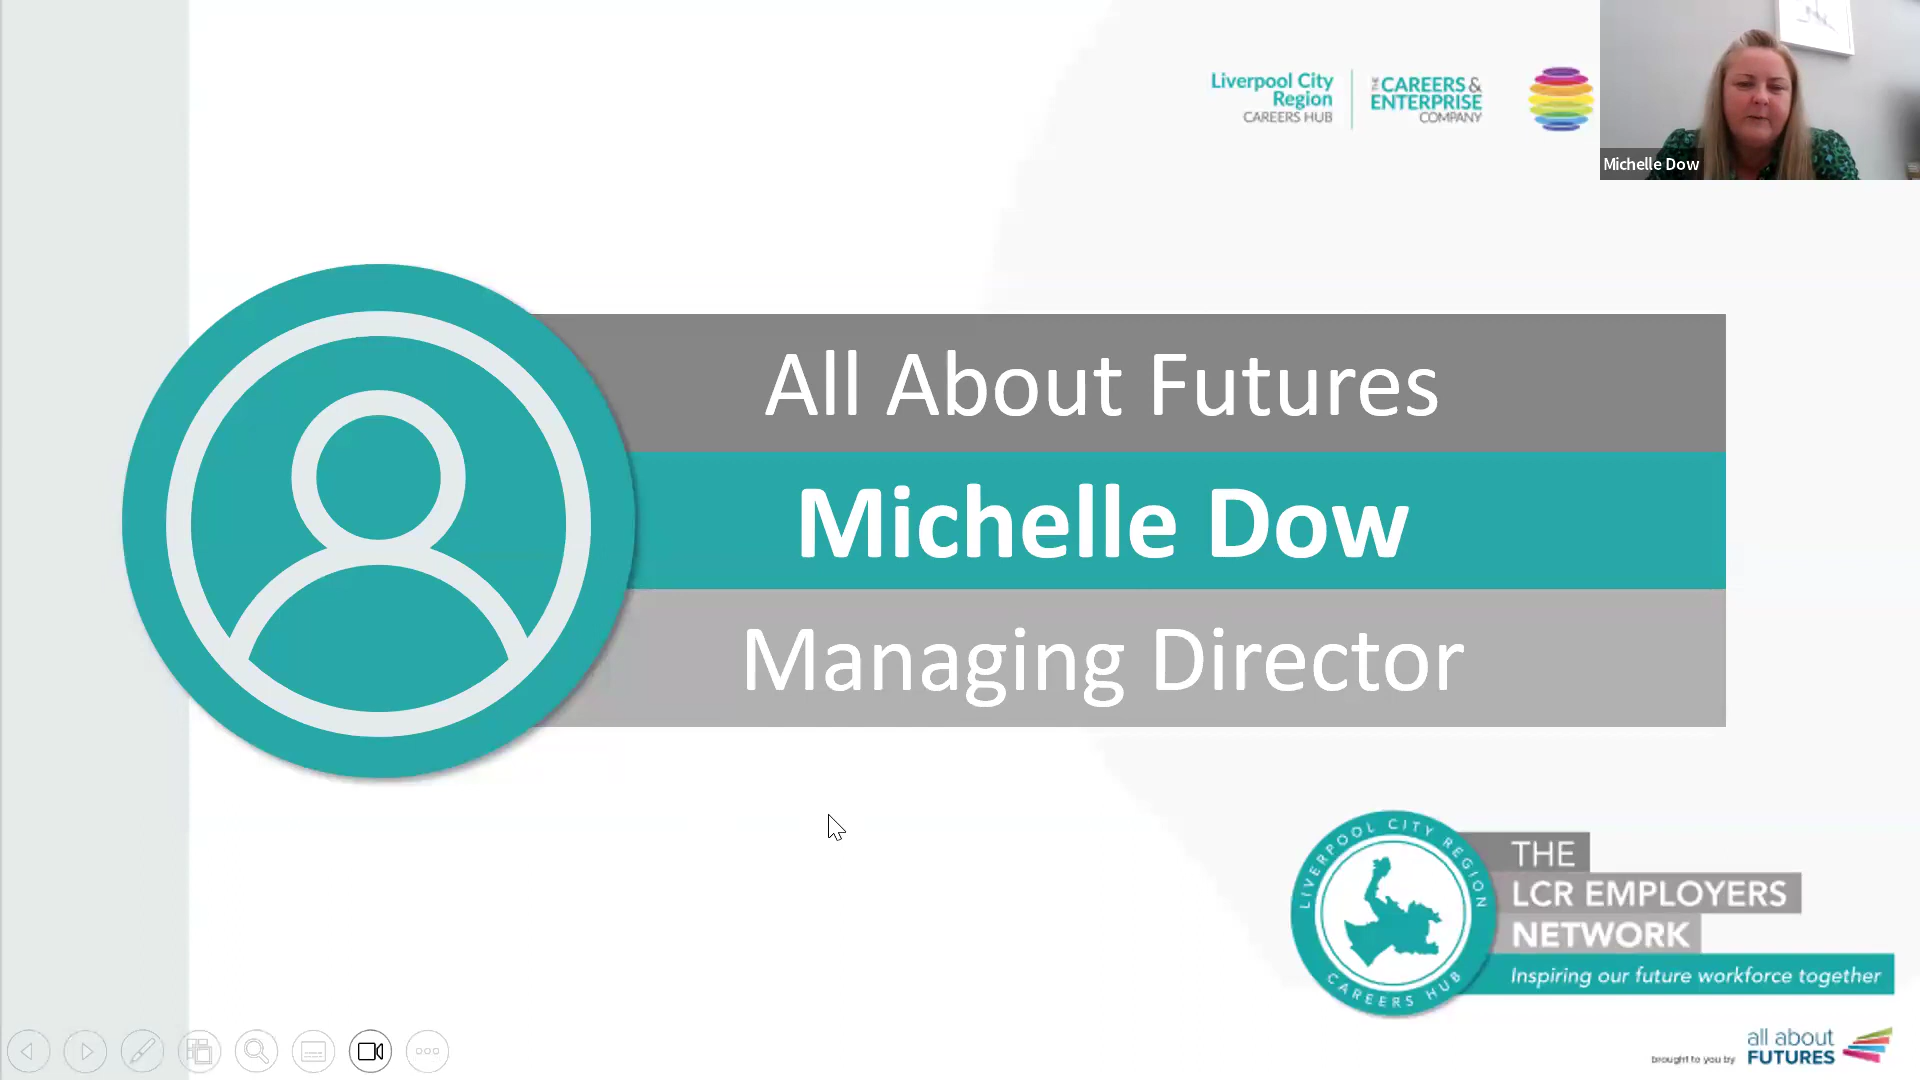 Liverpool City
Region
CAREERS HUB
THE
CAREERS &
ENTERPRISE
COMPANY
Michelle Dow
All About Futures
Michelle Dow
Managing Director
LIVERPOOL CITY REGION
CAREERS HUB
THE
LCR EMPLOYERS
NETWORK
Inspiring our future workforce together
brought to you by
all about
FUTURES